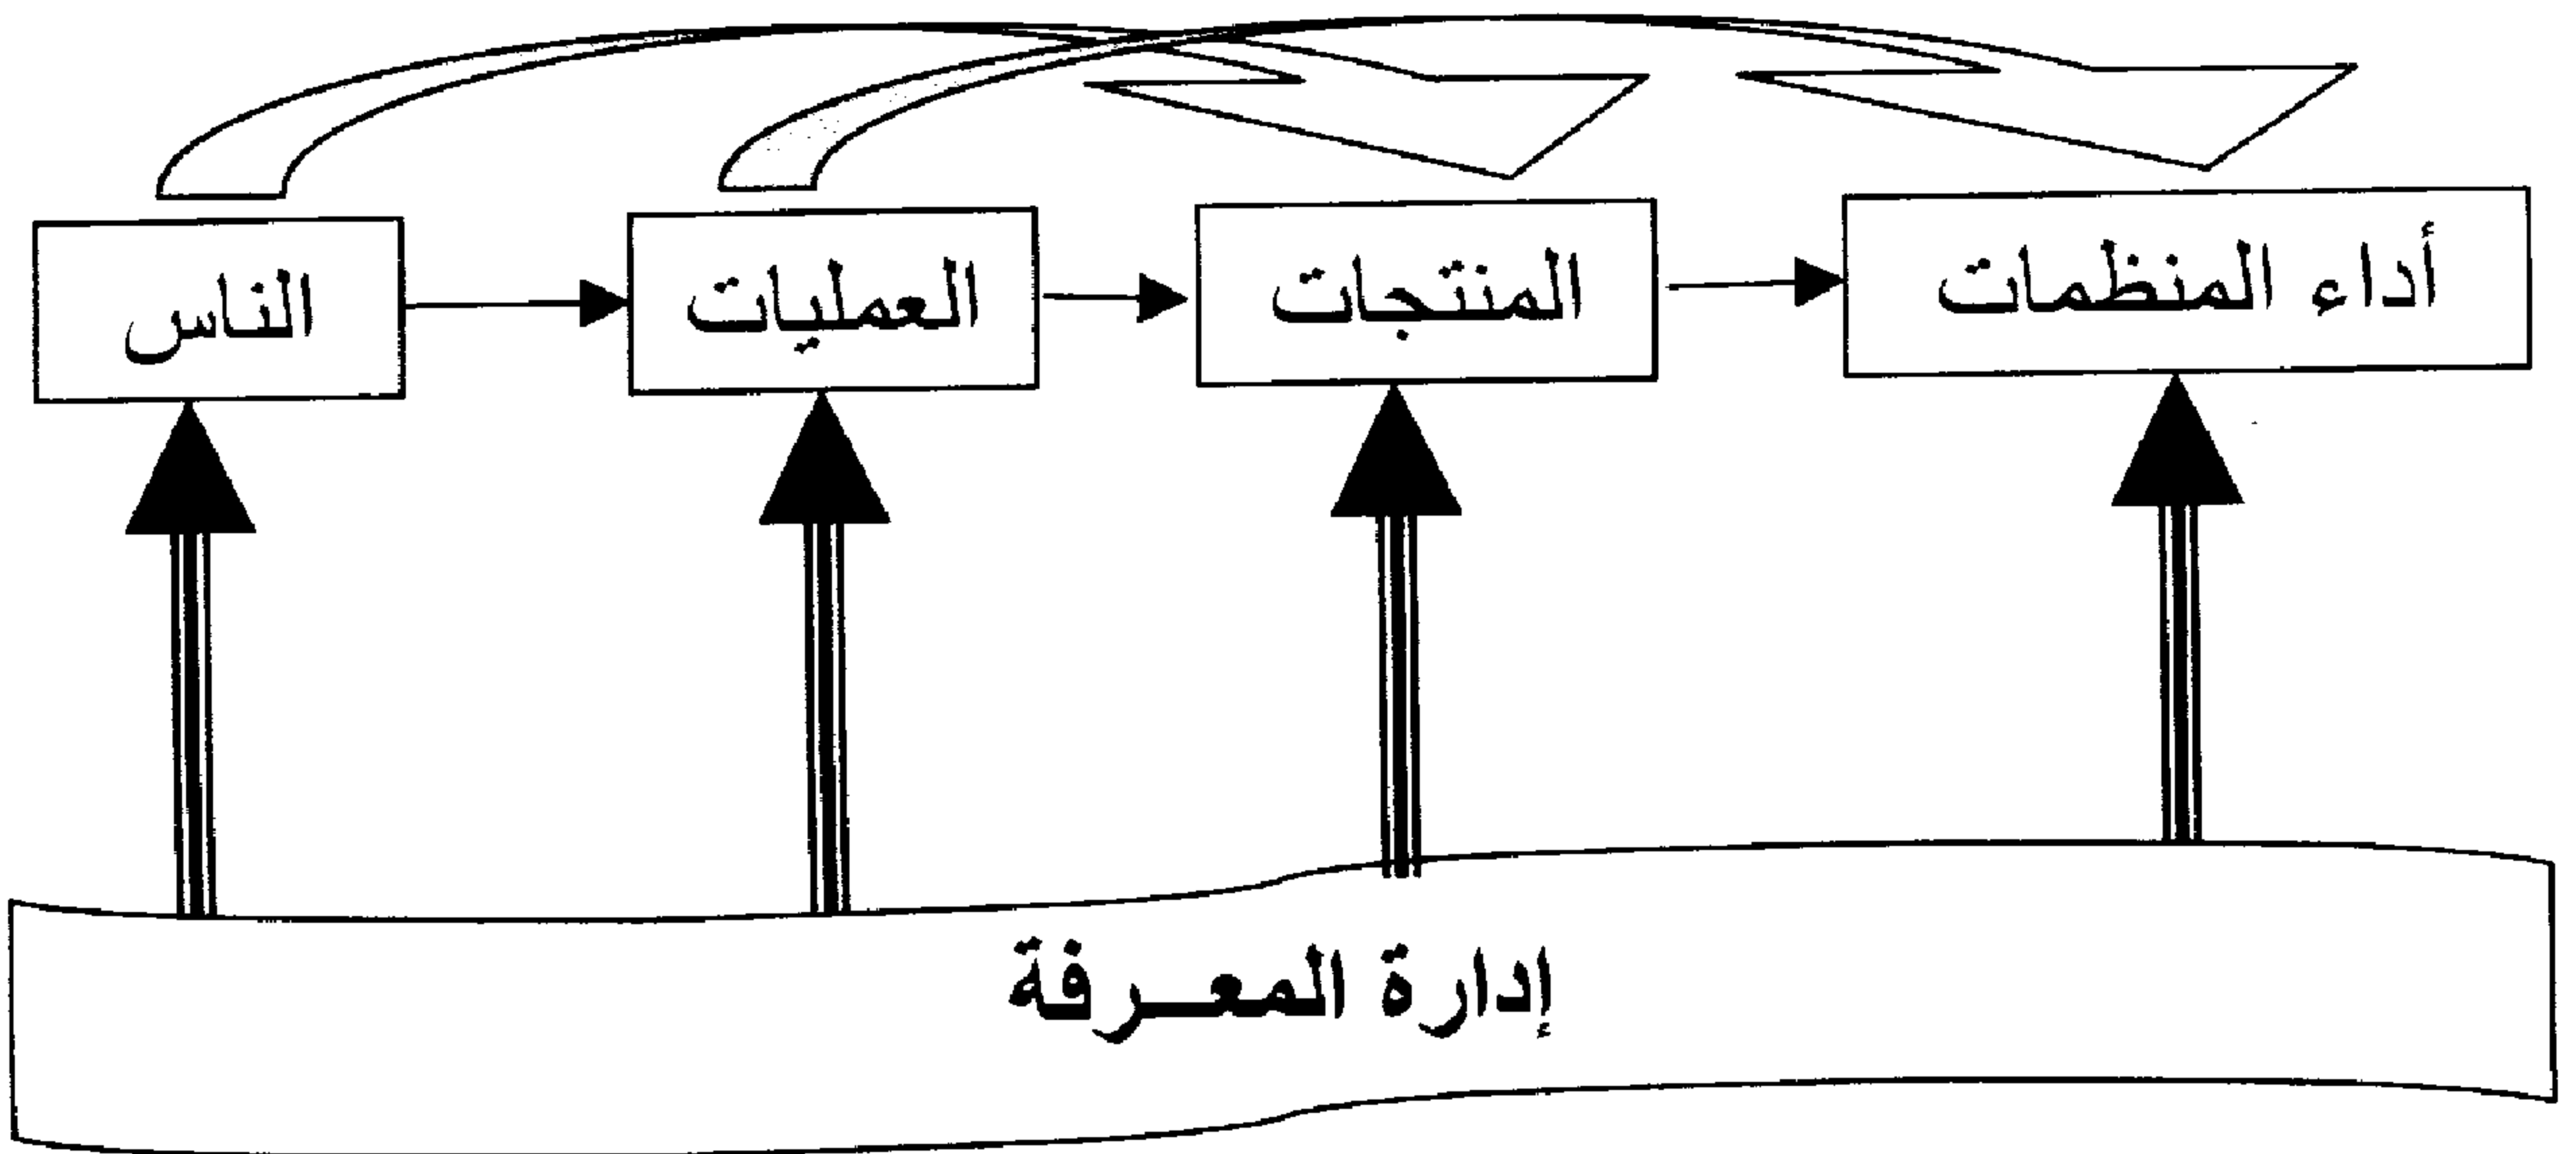 الناس
العمليات
المنتجات
أداء المنظمات
إدارة المعـرفة